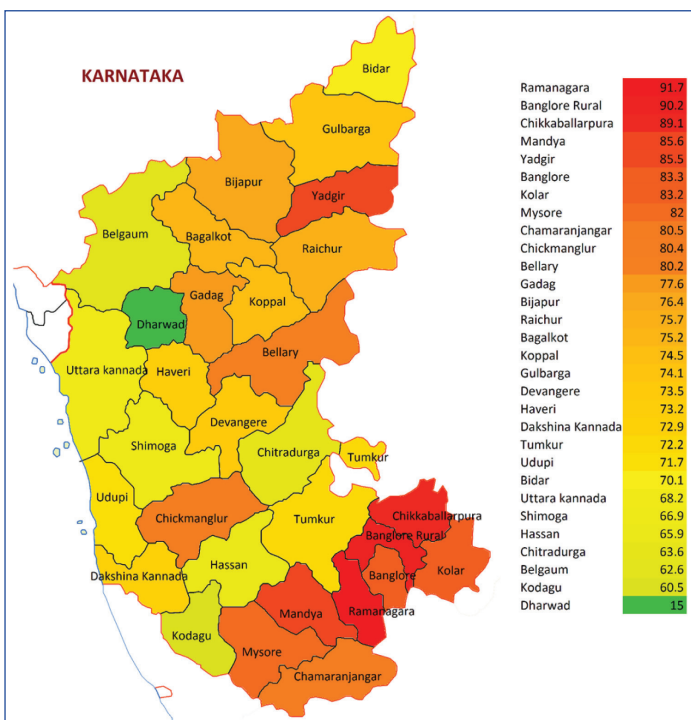 KARNATAKA
Bidar
Gulbarga
Bijapur
Yadgir
Belgaum
Bagalkot
Raichur
Gadag
Koppal
Dharwad
Bellary
Uttara kannada
Haveri
Devangere
Shimoga
Chitradurga
Tumkur
Udupi
Chickmanglur
Tumkur
Chikkaballarpura
Banglore Rural
Hassan
Dakshina Kannada
Banglore
Kolar
Mandya
Ramanagara
Kodagu
Mysore
Chamaranjangar
Ramanagara 91.7
Banglore Rural 90.2
Chikkaballarpura 89.1
Mandya 85.6
Yadgir 85.5
Banglore 83.3
Kolar 83.2
Mysore 82
Chamaranjangar 80.5
Chickmanglur 80.4
Bellary 80.2
Gadag 77.6
Bijapur 76.4
Raichur 75.7
Bagalkot 75.2
Koppal 74.5
Gulbarga 74.1
Devangere 73.5
Haveri 73.2
Dakshina Kannada 72.9
Tumkur 72.2
Udupi 71.7
Bidar 70.1
Uttara kannada 68.2
Shimoga 66.9
Hassan 65.9
Chitradurga 63.6
Belgaum 62.6
Kodagu 60.5
Dharwad 15